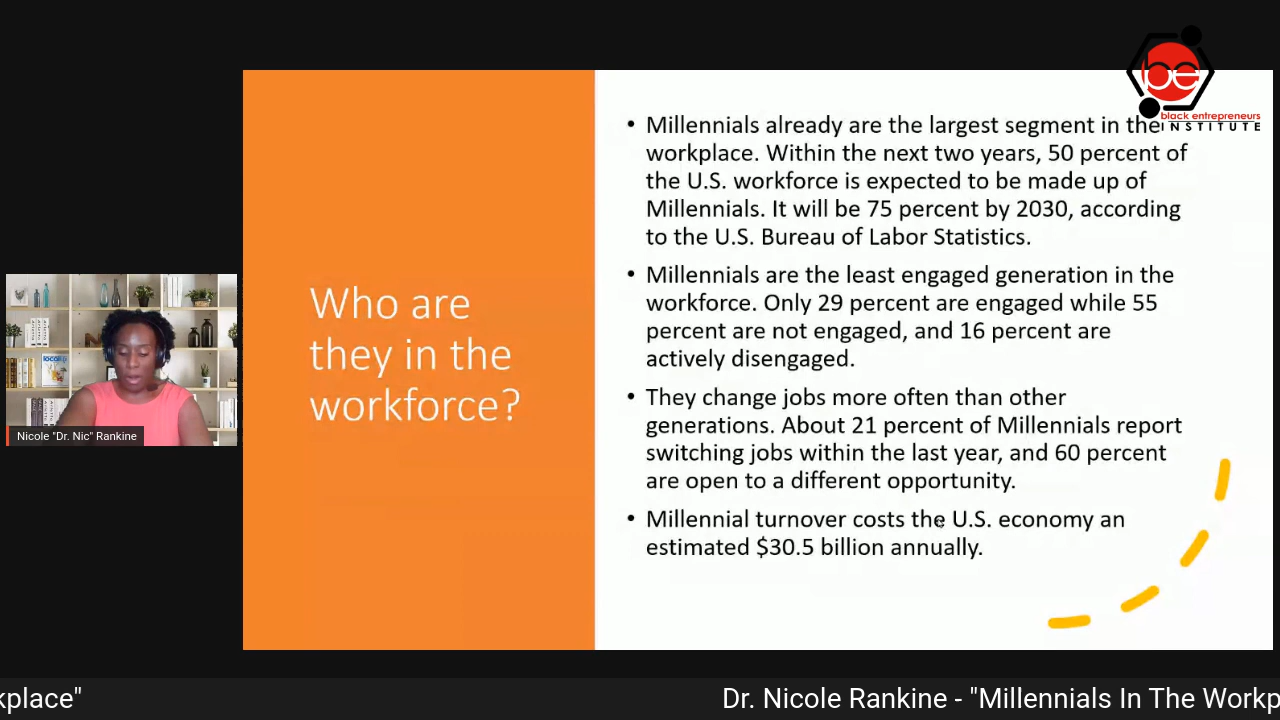 be
black entrepreneurs
INSTITUTE
Who are
they in the
workforce?
• Millennials already are the largest segment in the
workplace. Within the next two years, 50 percent of
the U.S. workforce is expected to be made up of
Millennials. It will be 75 percent by 2030, according
to the U.S. Bureau of Labor Statistics.
• Millennials are the least engaged generation in the
workforce. Only 29 percent are engaged while 55
percent are not engaged, and 16 percent are
actively disengaged.
• They change jobs more often than other
generations. About 21 percent of Millennials report
switching jobs within the last year, and 60 percent
are open to a different opportunity.
• Millennial turnover costs the U.S. economy an
estimated $30.5 billion annually.
Nicole "Dr. Nic" Rankine
kplace"
Dr. Nicole Rankine - "Millennials In The Workp